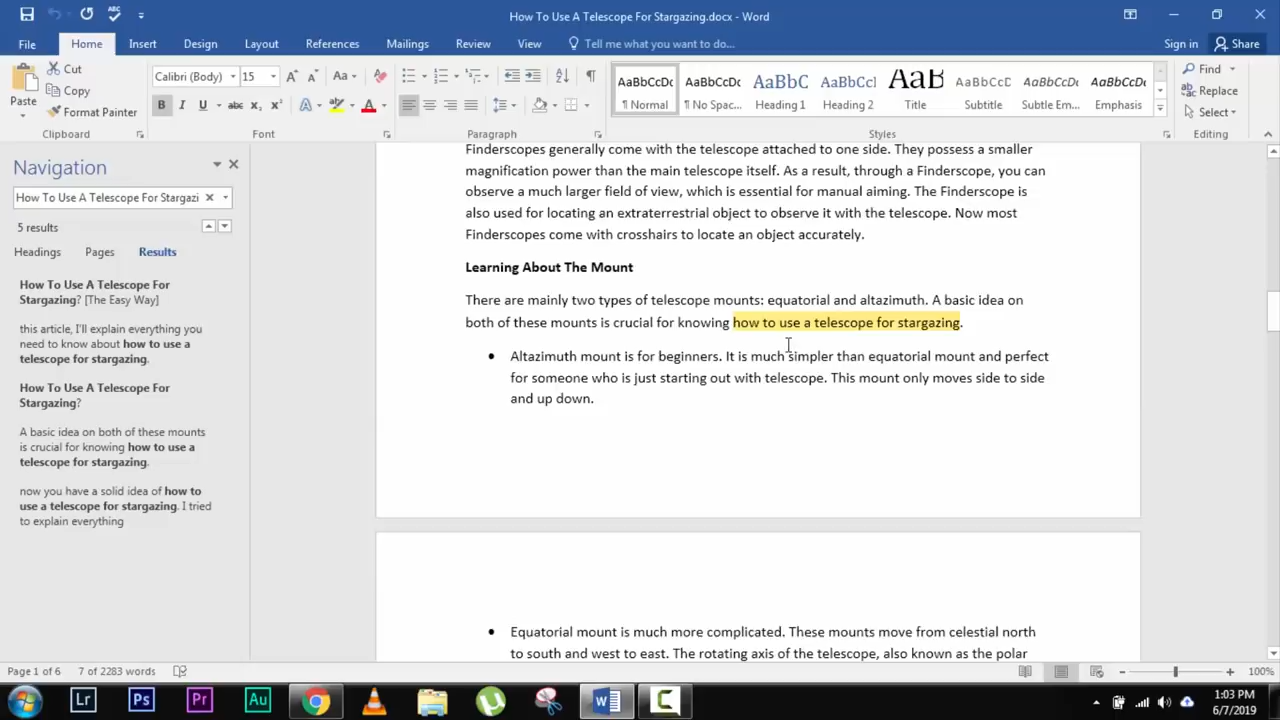 How To Use A Telescope For Stargazing.docx - Word
File Home Insert Design Layout References Mailings Review View Tell me what you want to do... Sign in Share
Cut
Copy
Format Painter
Paste
Clipboard
Calibri (Body) 15
Font
Paragraph
AaBbCcDc AaBbCcDc AaBbC AaBbCcl AaB AaBbCcD AaBbCcDc AaBbCcDc
¶ Normal ¶ No Spac... Heading 1 Heading 2 Title Subtitle Subtle Em... Emphasis
Styles
Find
Replace
Select
Editing
Navigation
How To Use A Telescope For Stargazi
5 results
Headings Pages Results
How To Use A Telescope For
Stargazing? [The Easy Way]
this article, I'll explain everything you
need to know about how to use a
telescope for stargazing.
How To Use A Telescope For
Stargazing?
A basic idea on both of these mounts
is crucial for knowing how to use a
telescope for stargazing.
now you have a solid idea of how to
use a telescope for stargazing. I tried
to explain everything
Finderscopes generally come with the telescope attached to one side. They possess a smaller
magnification power than the main telescope itself. As a result, through a Finderscope, you can
observe a much larger field of view, which is essential for manual aiming. The Finderscope is
also used for locating an extraterrestrial object to observe it with the telescope. Now most
Finderscopes come with crosshairs to locate an object accurately.
Learning About The Mount
There are mainly two types of telescope mounts: equatorial and altazimuth. A basic idea on
both of these mounts is crucial for knowing how to use a telescope for stargazing.
• Altazimuth mount is for beginners. It is much simpler than equatorial mount and perfect
for someone who is just starting out with telescope. This mount only moves side to side
and up down.
• Equatorial mount is much more complicated. These mounts move from celestial north
to south and west to east. The rotating axis of the telescope, also known as the polar
Page 1 of 6 7 of 2283 words 100%
Lr Ps Pr Au
1:03 PM
6/7/2019